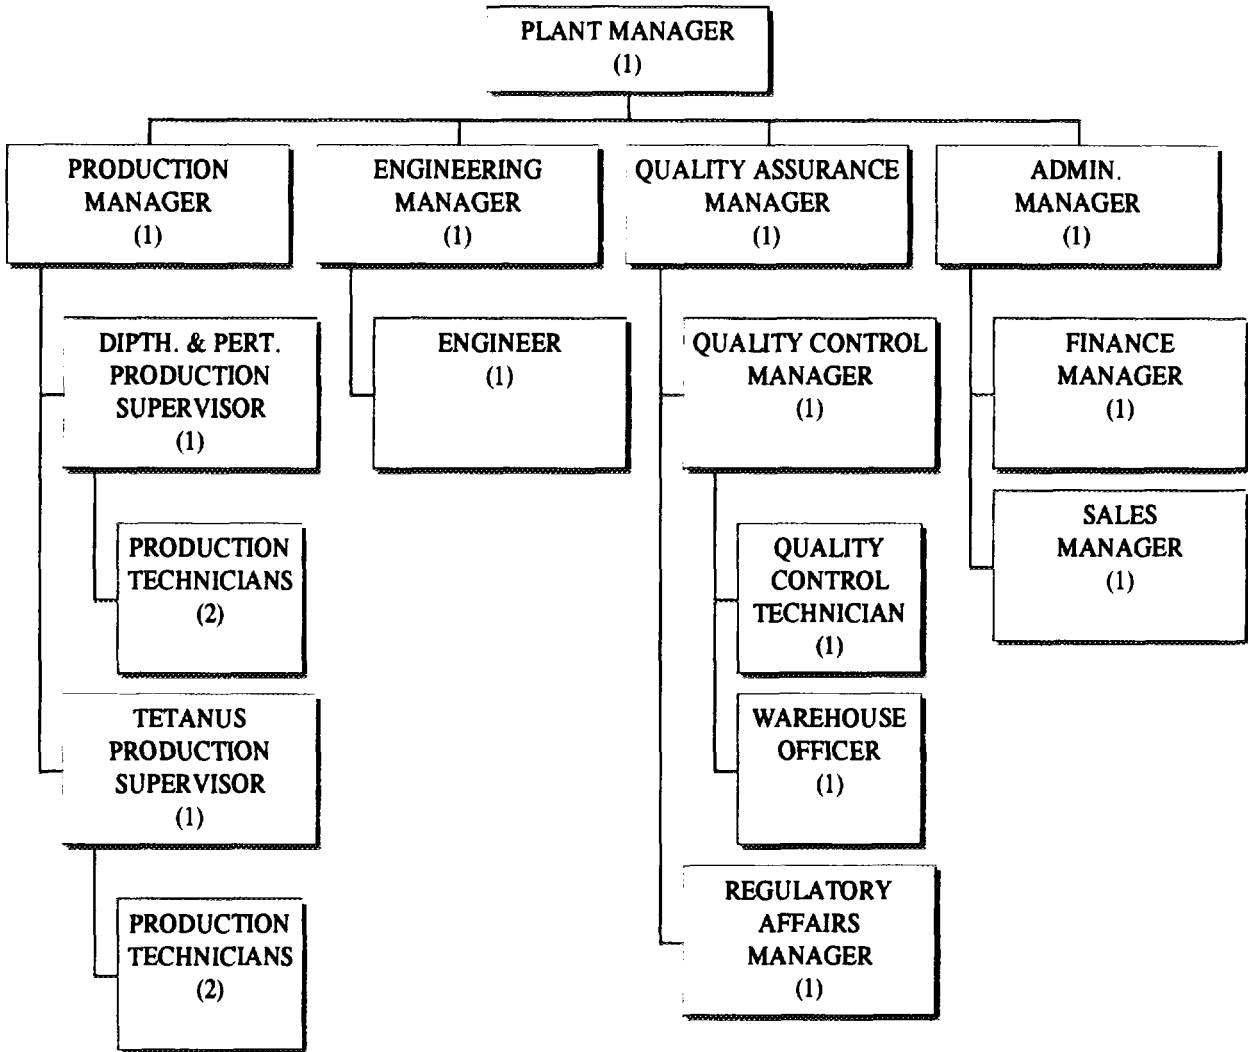 PLANT MANAGER
(1)
PRODUCTION
MANAGER
(1)
ENGINEERING
MANAGER
(1)
QUALITY ASSURANCE
MANAGER
(1)
ADMIN.
MANAGER
(1)
DIPTH. & PERT.
PRODUCTION
SUPERVISOR
(1)
PRODUCTION
TECHNICIANS
(2)
TETANUS
PRODUCTION
SUPERVISOR
(1)
PRODUCTION
TECHNICIANS
(2)
ENGINEER
(1)
QUALITY CONTROL
MANAGER
(1)
QUALITY
CONTROL
TECHNICIAN
(1)
WAREHOUSE
OFFICER
(1)
REGULATORY
AFFAIRS
MANAGER
(1)
FINANCE
MANAGER
(1)
SALES
MANAGER
(1)